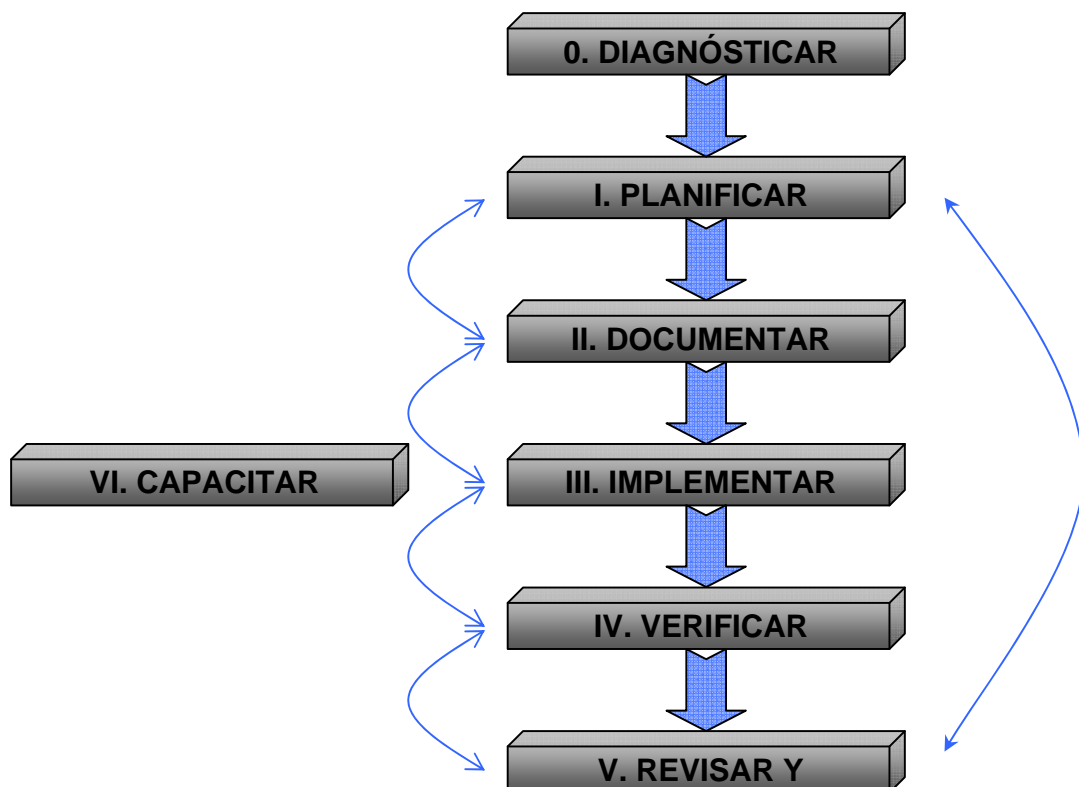 0. DIAGNÓSTICAR
I. PLANIFICAR
II. DOCUMENTAR
VI. CAPACITAR
III. IMPLEMENTAR
IV. VERIFICAR
V. REVISAR Y